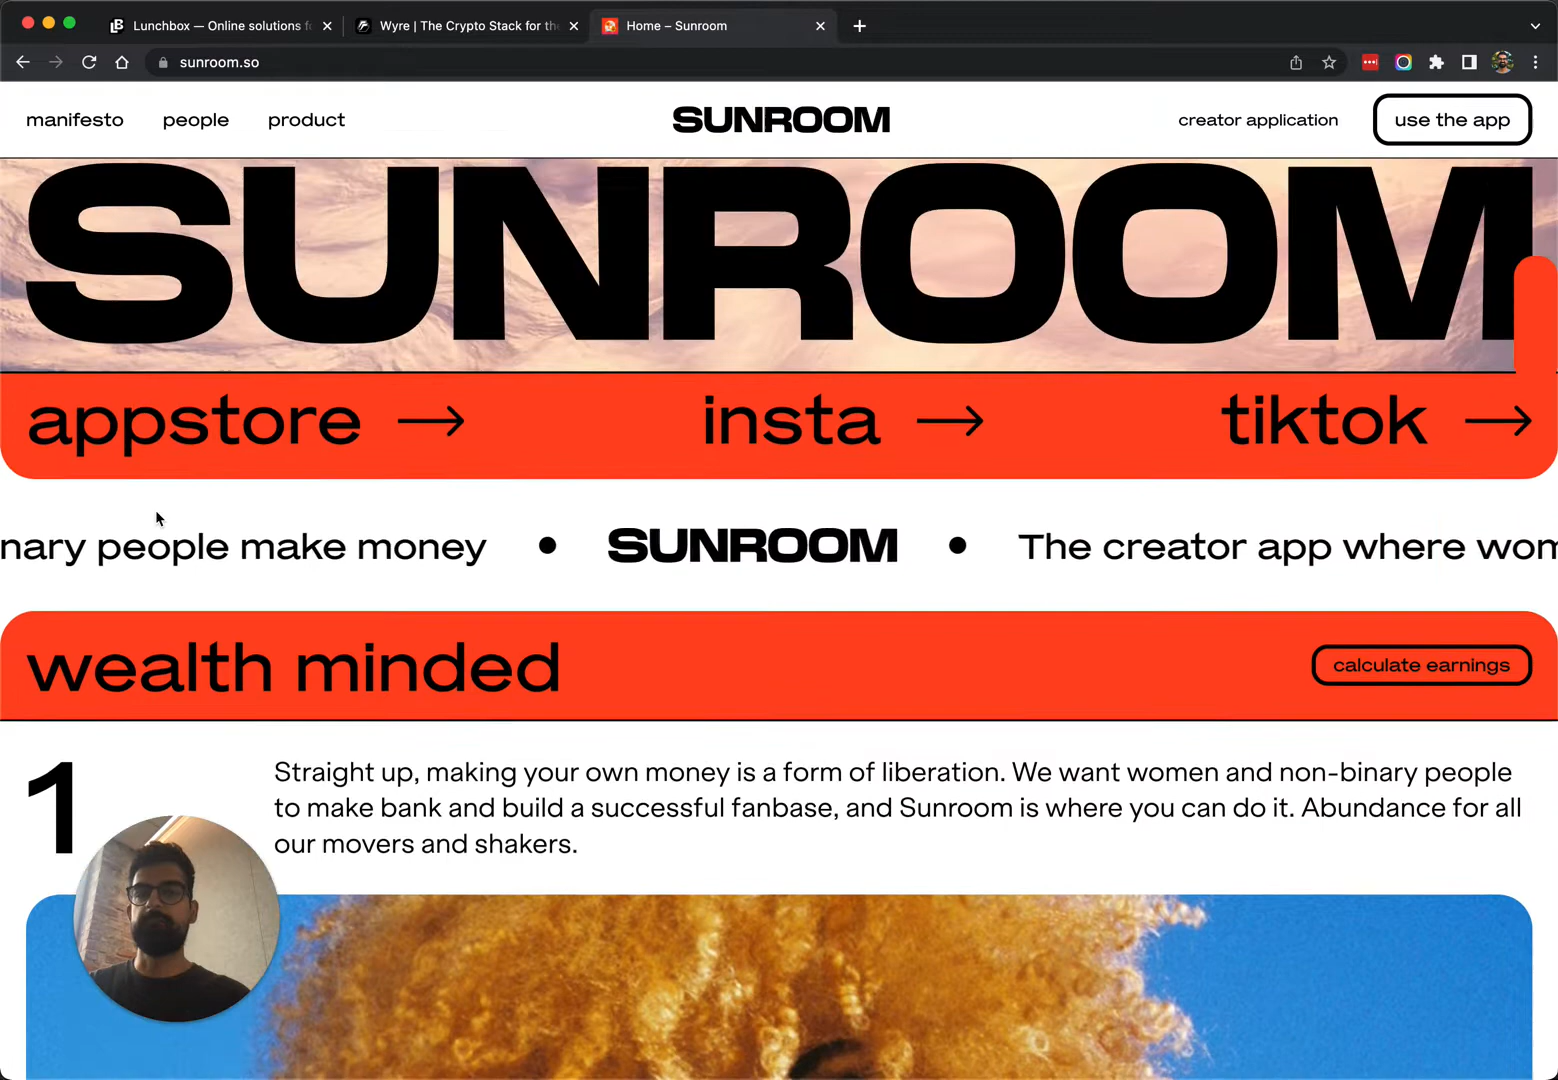 Lunchbox — Online solutions f
Wyre | The Crypto Stack for th
Home – Sunroom
sunroom.so
manifesto people product
SUNROOM
creator application
use the app
SUNROOM
appstore → insta → tiktok →
nary people make money • SUNROOM • The creator app where wom
wealth minded
calculate earnings
1
Straight up, making your own money is a form of liberation. We want women and non-binary people
to make bank and build a successful fanbase, and Sunroom is where you can do it. Abundance for all
our movers and shakers.